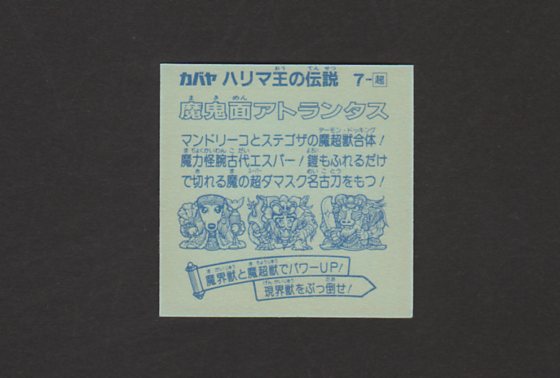 カバヤ ハリマ王の伝説 7-超
魔鬼面アトランタス
マンドリーコとステゴザの魔超獣合体!
魔力怪腕古代エスパー!鎧もふれるだけ
で切れる魔の超ダマスク名古刀をもつ!
魔界獣と魔超獣でパワーUP!
現界獣をぶっ倒せ!